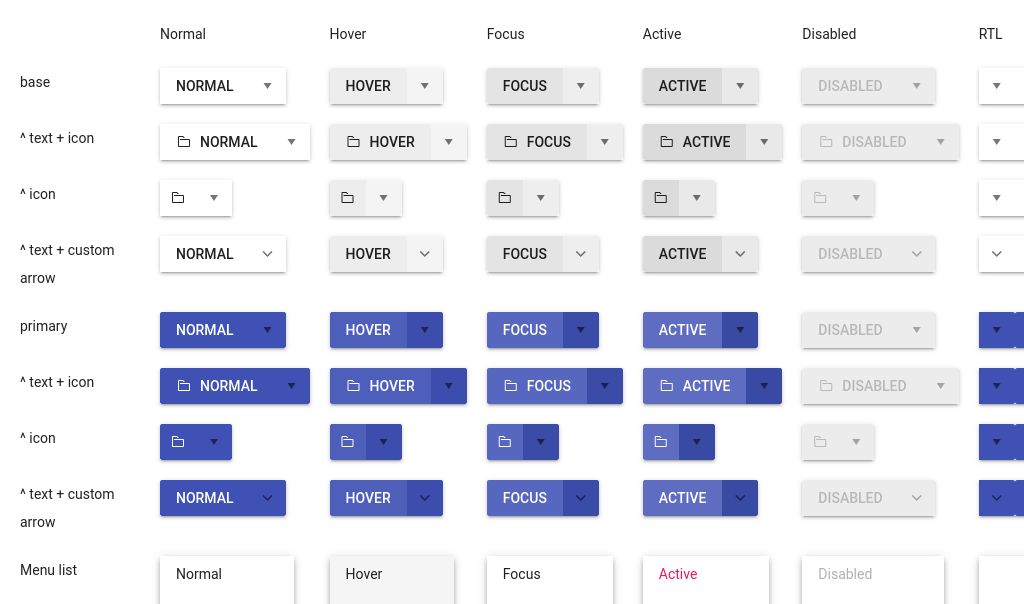 Normal Hover Focus Active Disabled RTL
base NORMAL HOVER FOCUS ACTIVE DISABLED
^ text + icon NORMAL HOVER FOCUS ACTIVE DISABLED
^ icon
^ text + custom arrow NORMAL HOVER FOCUS ACTIVE DISABLED
primary NORMAL HOVER FOCUS ACTIVE DISABLED
^ text + icon NORMAL HOVER FOCUS ACTIVE DISABLED
^ icon
^ text + custom arrow NORMAL HOVER FOCUS ACTIVE DISABLED
Menu list Normal Hover Focus Active Disabled